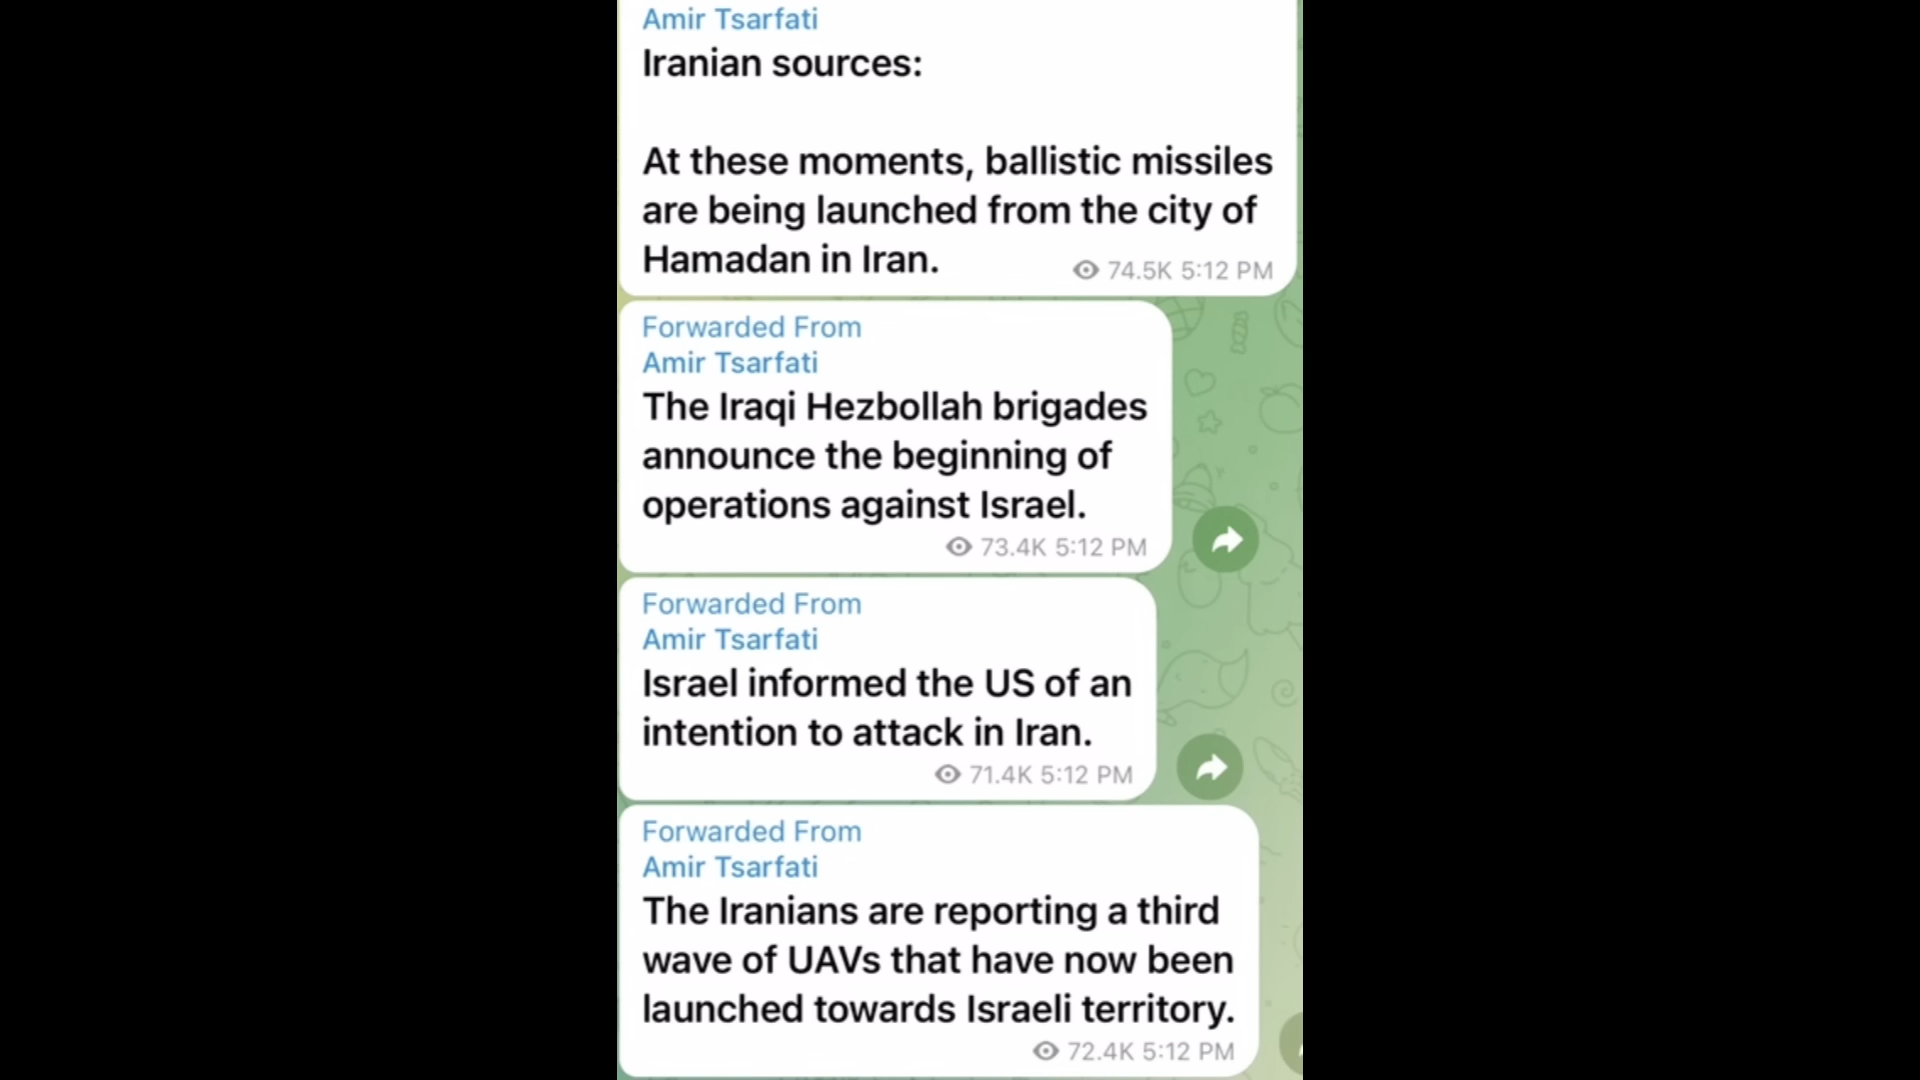 Amir Tsarfati
Iranian sources:
At these moments, ballistic missiles
are being launched from the city of
Hamadan in Iran.
74.5K 5:12 PM
Forwarded From
Amir Tsarfati
The Iraqi Hezbollah brigades
announce the beginning of
operations against Israel.
73.4K 5:12 PM
Forwarded From
Amir Tsarfati
Israel informed the US of an
intention to attack in Iran.
71.4K 5:12 PM
Forwarded From
Amir Tsarfati
The Iranians are reporting a third
wave of UAVs that have now been
launched towards Israeli territory.
72.4K 5:12 PM